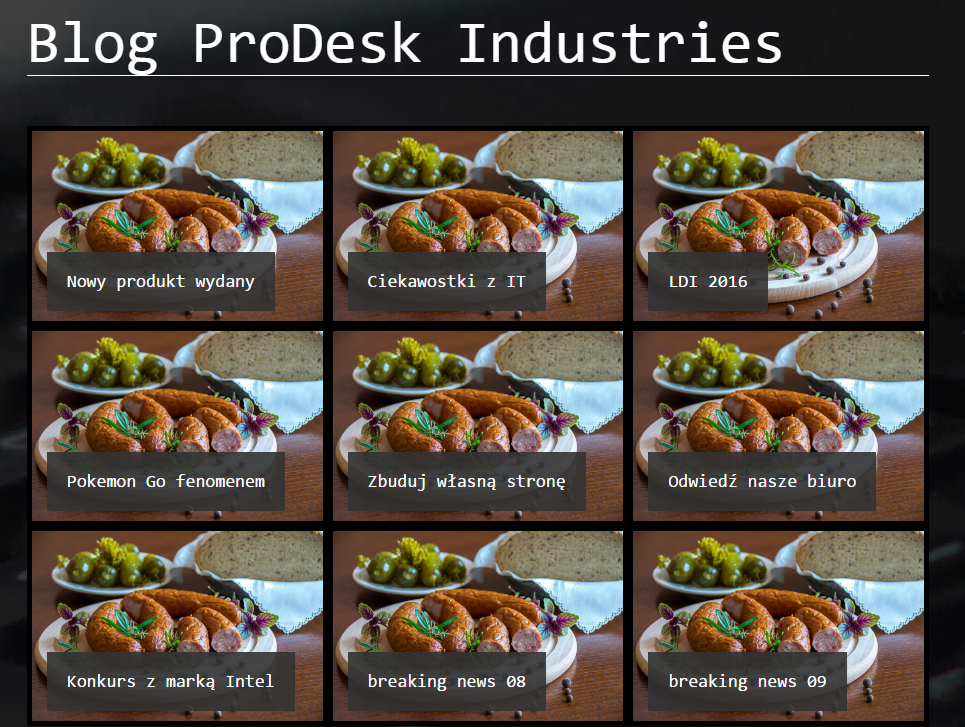 Blog ProDesk Industries
Nowy produkt wydany
Ciekawostki z IT
LDI 2016
Pokemon Go fenomenem
Zbuduj własną stronę
Odwiedź nasze biuro
Konkurs z marką Intel
breaking news 08
breaking news 09